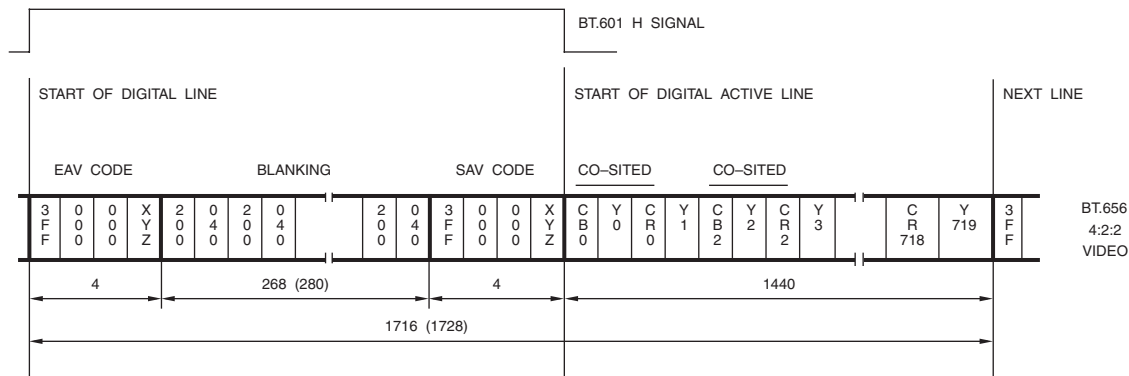 BT.601 H SIGNAL
START OF DIGITAL LINE
START OF DIGITAL ACTIVE LINE
NEXT LINE
EAV CODE
BLANKING
SAV CODE
CO–SITED
CO–SITED
3FF
000
000
XYZ
200
040
200
040
200
040
3FF
000
000
XYZ
CB0
Y0
CR0
Y1
CB2
Y2
CR2
Y3
CR718
Y719
3FF
BT.656
4:2:2
VIDEO
4
268 (280)
4
1440
1716 (1728)